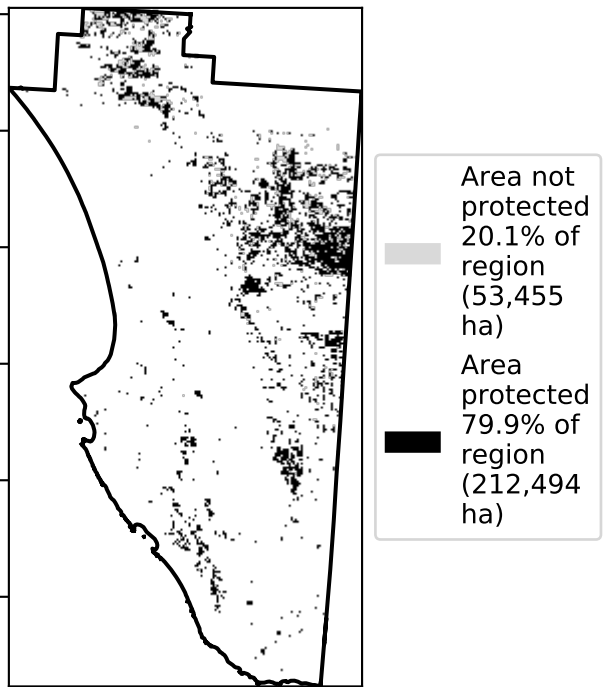 Area not
protected
20.1% of
region
(53,455
ha)
Area
protected
79.9% of
region
(212,494
ha)